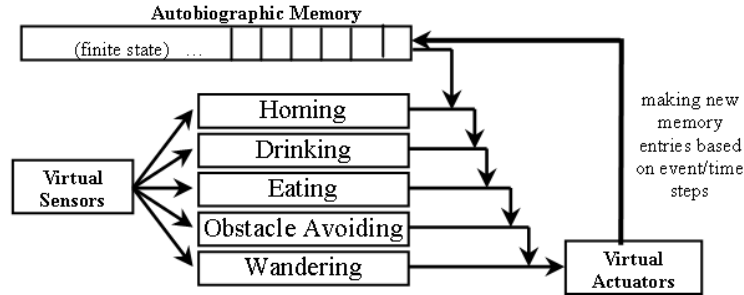 Autobiographic Memory
(finite state) ...
Homing
Drinking
Eating
Obstacle Avoiding
Wandering
Virtual
Sensors
making new
memory
entries based
on event/time
steps
Virtual
Actuators